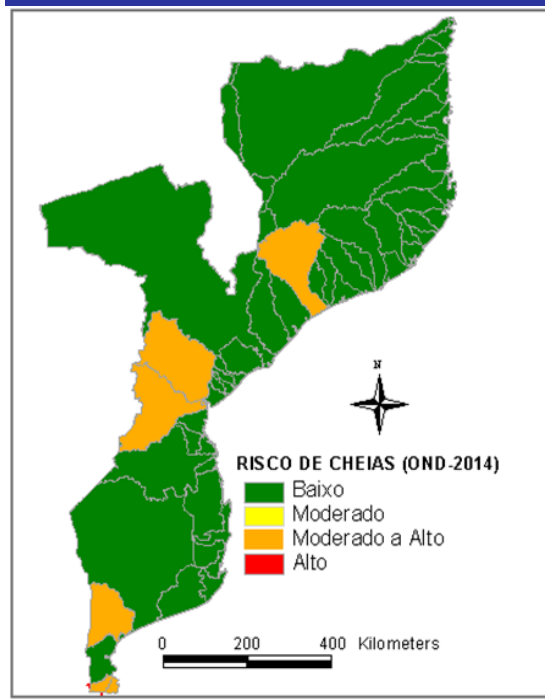 N
RISCO DE CHEIAS (OND-2014)
Baixo
Moderado
Moderado a Alto
Alto
0 200 400 Kilometers